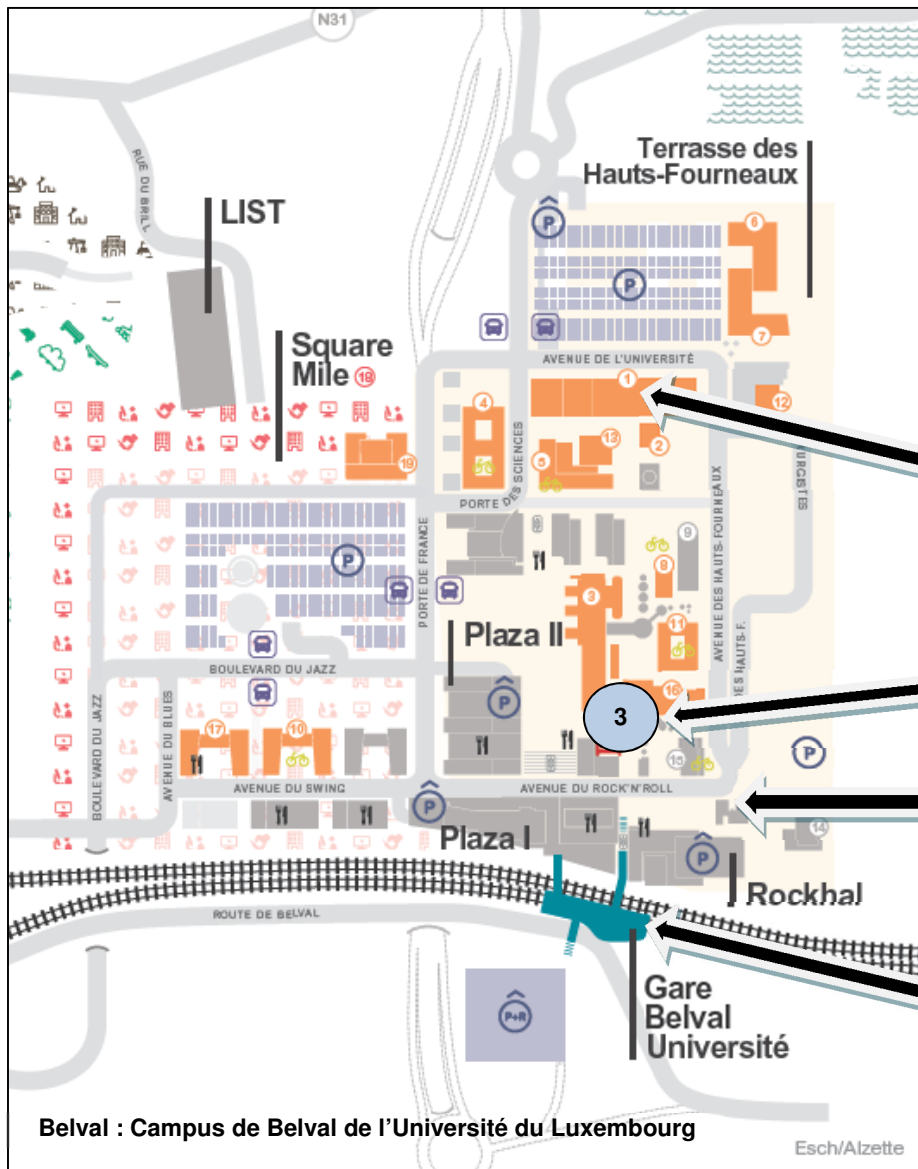 N31
Terrasse des
Hauts-Fourneaux
RUE DU BRILL
LIST
6
P
P
7
AVENUE DE L'UNIVERSITÉ
Square
Mile 18
1
4
12
13
2
5
19
PORTE DES SCIENCES
URGISTES
AVENUE DES HAUTS-FOURNEAUX
PORTE DE FRANCE
9
P
8
3
11
Plaza II
BOULEVARD DU JAZZ
DES HAUTS-F.
BOULEVARD DU JAZZ
AVENUE DU BLUES
P
16
3
17
10
15
P
AVENUE DU SWING
AVENUE DU ROCK'N'ROLL
P
Plaza I
14
P
Rockhal
ROUTE DE BELVAL
Gare
Belval
Université
P+R
Belval : Campus de Belval de l'Université du Luxembourg
Esch/Alzette